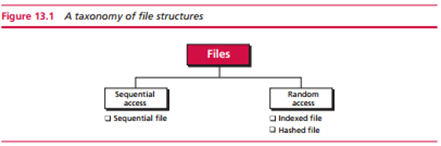 Figure 13.1 A taxonomy of file structures
Files
Sequential
access
Random
access
❑ Sequential file
❑ Indexed file
❑ Hashed file